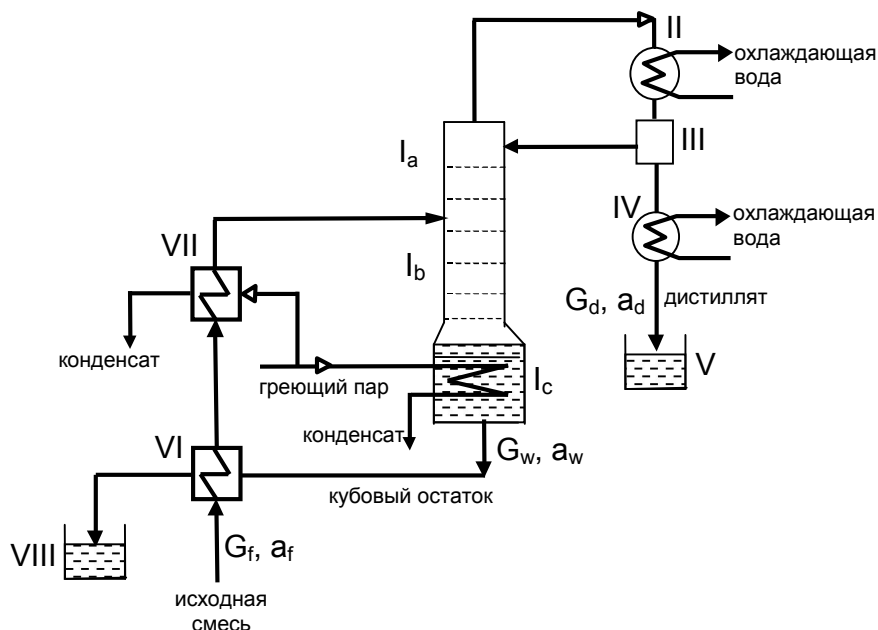 II
охлаждающая
вода
III
I_a
IV
охлаждающая
вода
VII
I_b
G_d, a_d
дистиллят
конденсат
греющий пар
I_c
V
конденсат
VI
G_w, a_w
кубовый остаток
VIII
G_f, a_f
исходная
смесь